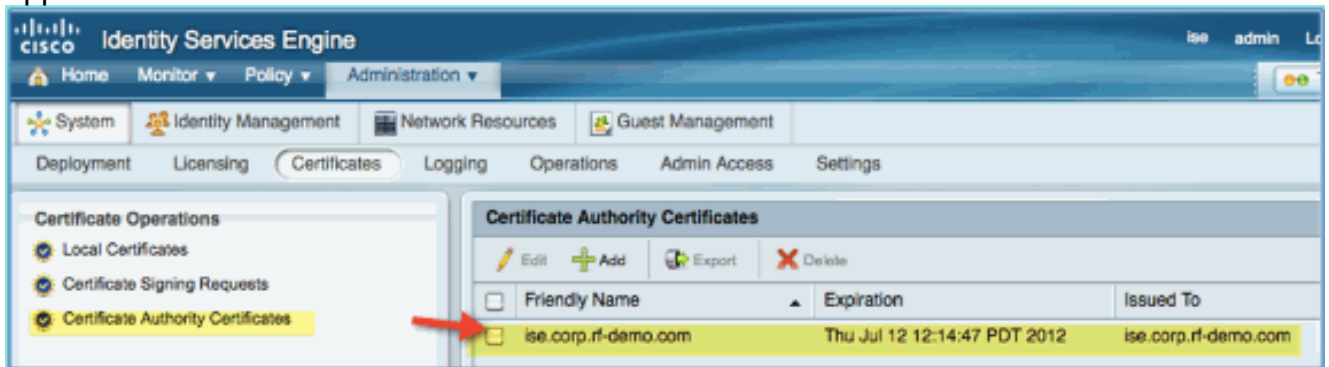 cisco Identity Services Engine
ise admin
Home Monitor Policy Administration
System Identity Management Network Resources Guest Management
Deployment Licensing Certificates Logging Operations Admin Access Settings
Certificate Operations
Local Certificates
Certificate Signing Requests
Certificate Authority Certificates
Certificate Authority Certificates
Edit Add Export Delete
Friendly Name Expiration Issued To
ise.corp.rf-demo.com Thu Jul 12 12:14:47 PDT 2012 ise.corp.rf-demo.com